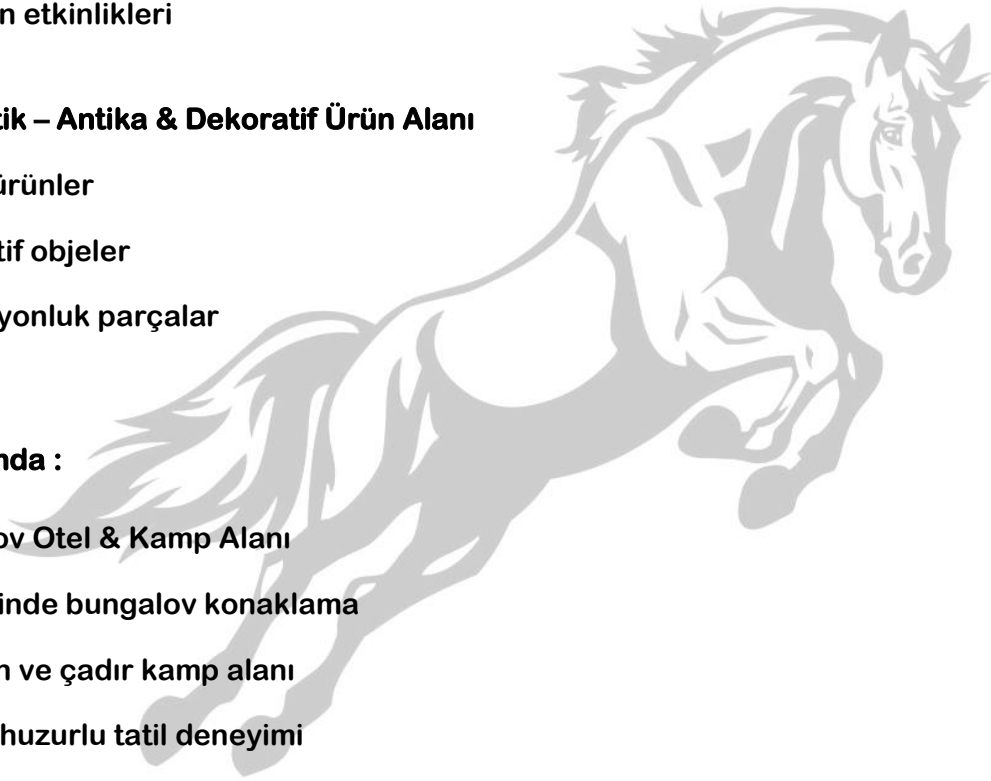 n etkinlikleri
tik – Antika & Dekoratif Ürün Alanı
ürünler
tif objeler
yonluk parçalar
nda :
ov Otel & Kamp Alanı
inde bungalov konaklama
n ve çadır kamp alanı
huzurlu tatil deneyimi